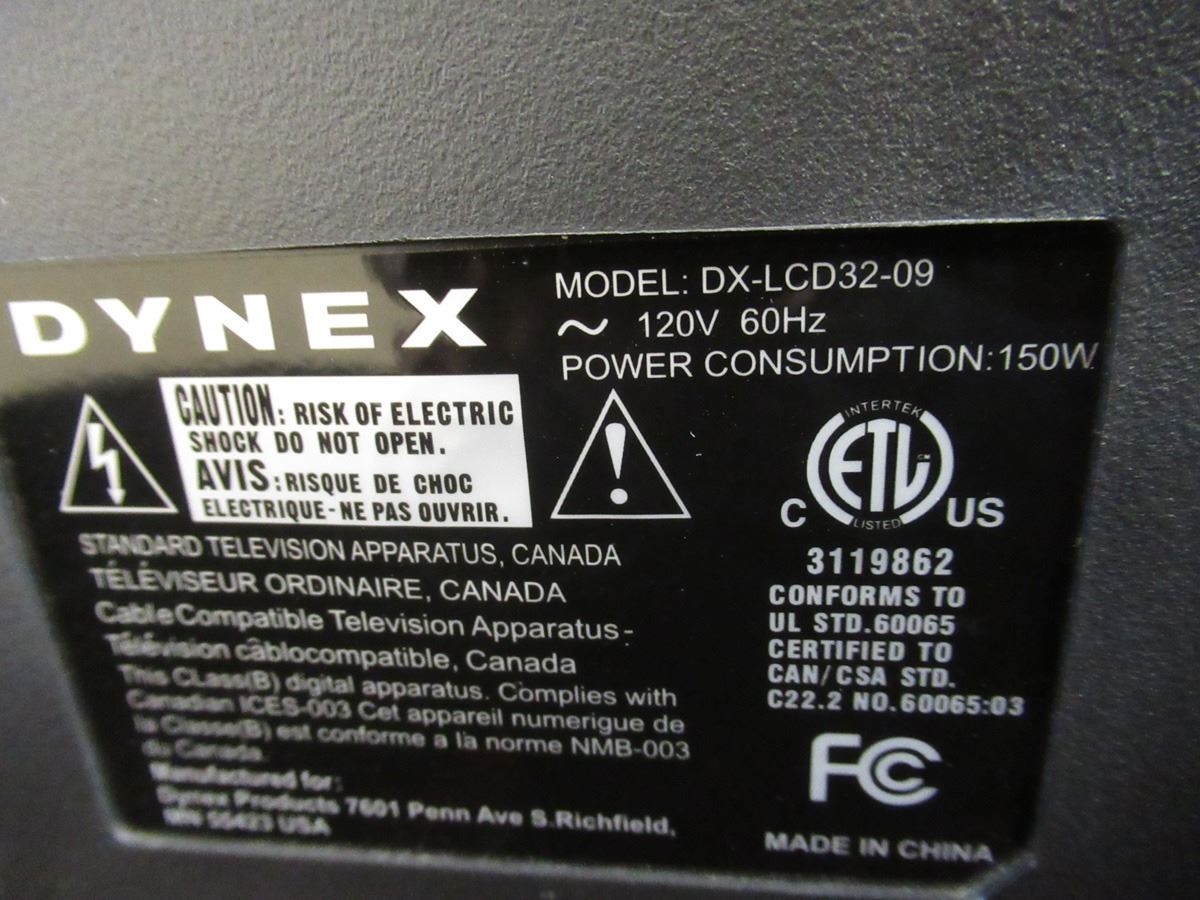 DYNEX
MODEL: DX-LCD32-09
~ 120V 60Hz
POWER CONSUMPTION:150W
CAUTION: RISK OF ELECTRIC
SHOCK DO NOT OPEN.
AVIS:RISQUE DE CHOC
ELECTRIQUE-NE PAS OUVRIR.
STANDARD TELEVISION APPARATUS, CANADA
TÉLÉVISEUR ORDINAIRE, CANADA
Cable Compatible Television Apparatus-
Télévision câblocompatible, Canada
This CLass(B) digital apparatus. Complies with
Canadian ICES-003 Cet appareil numerigue de
la Classe(B) est conforme a la norme NMB-003
du Canada.
Manufactured for:
Dynex Products 7601 Penn Ave S.Richfield,
MN 55423 USA
INTERTEK
ETL CM
LISTED
C US
3119862
CONFORMS TO
UL STD.60065
CERTIFIED TO
CAN/CSA STD.
C22.2 NO.60065:03
FC
MADE IN CHINA